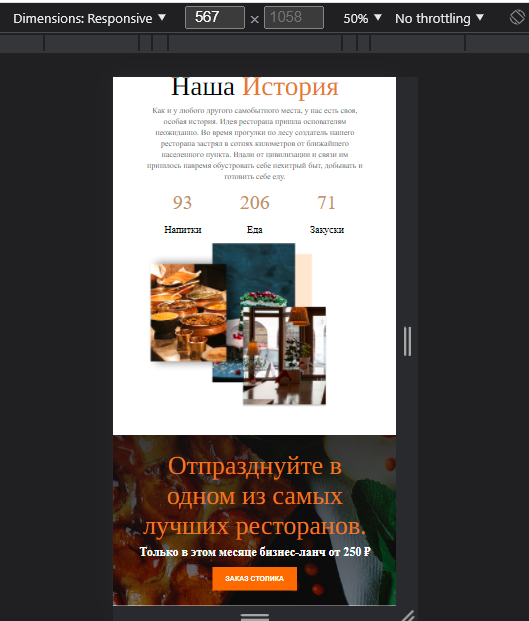 Dimensions: Responsive 567 × 1058 50% No throttling
Наша История
Как и у любого другого самобытного места, у нас есть своя,
особая история. Идея ресторана пришла основателям
неожиданно. Во время прогулки по лесу создатель нашего
ресторана застрял в сотнях километров от ближайшего
населенного пункта. Вдали от цивилизации и связи им
пришлось навремя обустровать себе нехитрый быт, добывать и
готовить себе еду.
93 206 71
Напитки Еда Закуски
Отпразднуйте в
одном из самых
лучших ресторанов.
Только в этом месяце бизнес-ланч от 250 ₽
ЗАКАЗ СТОЛИКА